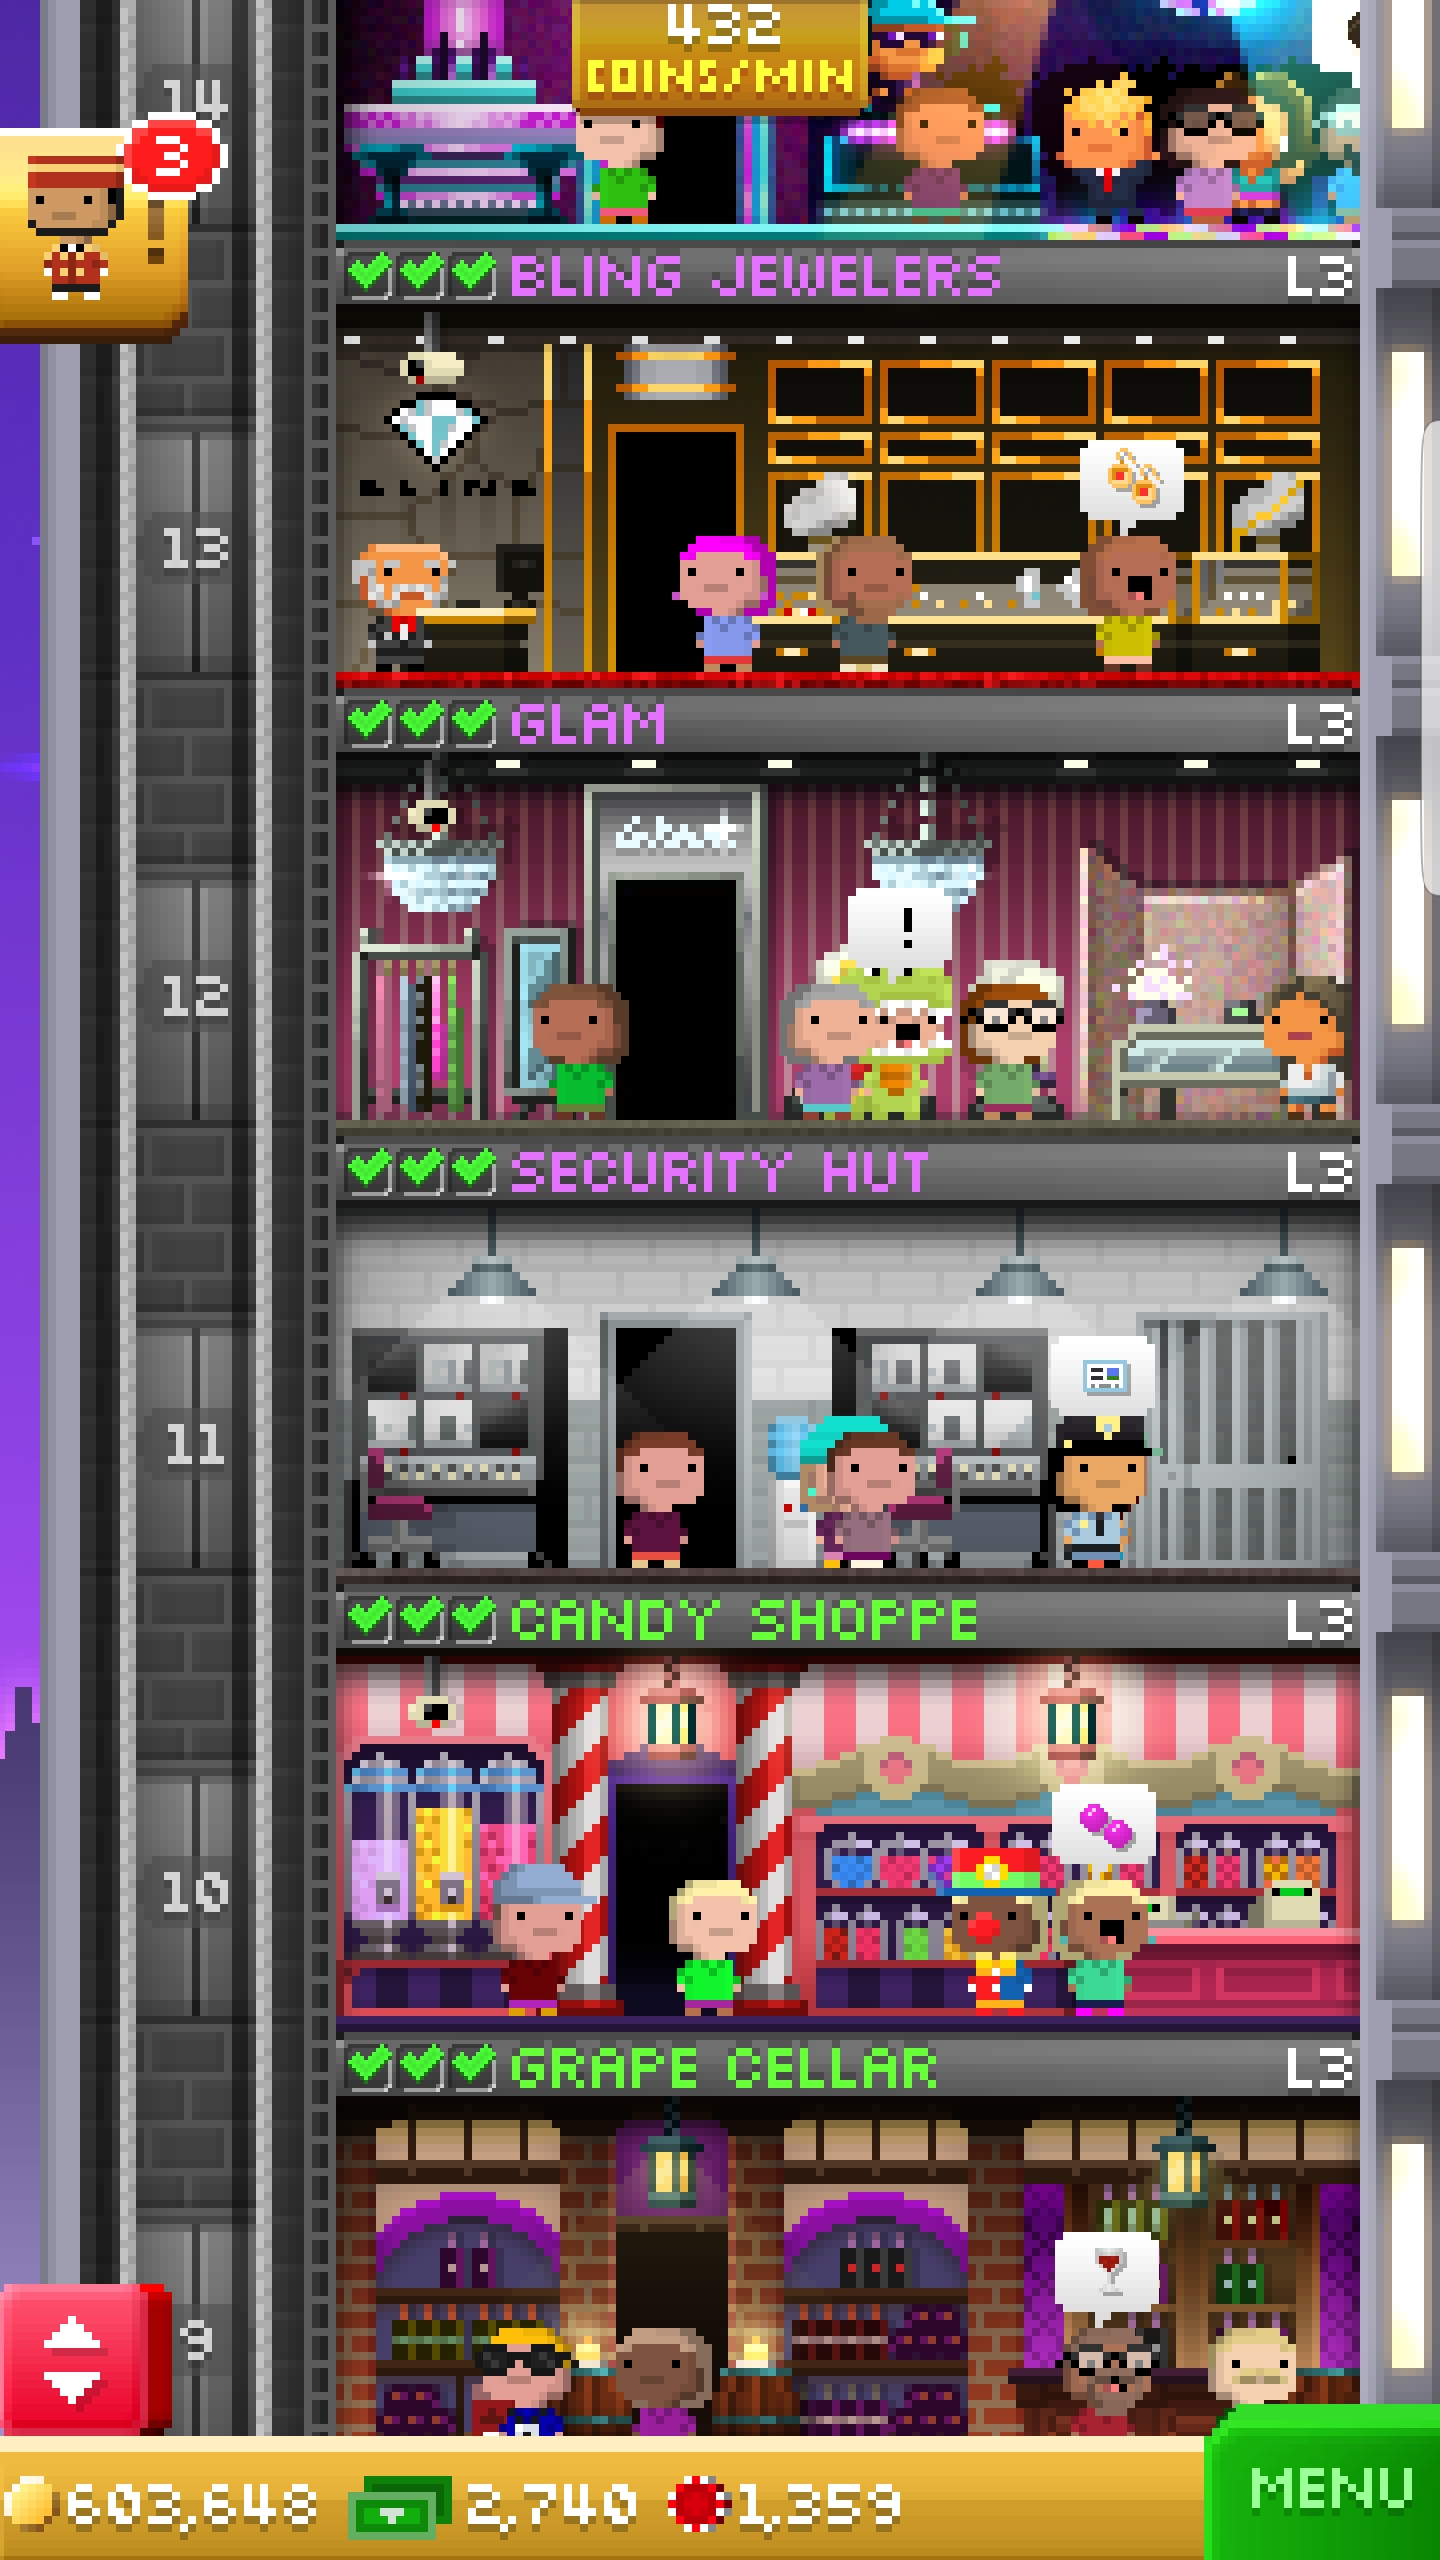 432
COINS/MIN
14
3
!
BLING JEWELERS L3
13
GLAM L3
Glam
!
12
SECURITY HUT L3
11
CANDY SHOPPE L3
10
GRAPE CELLAR L3
9
603,648 2,740 1,359
MENU